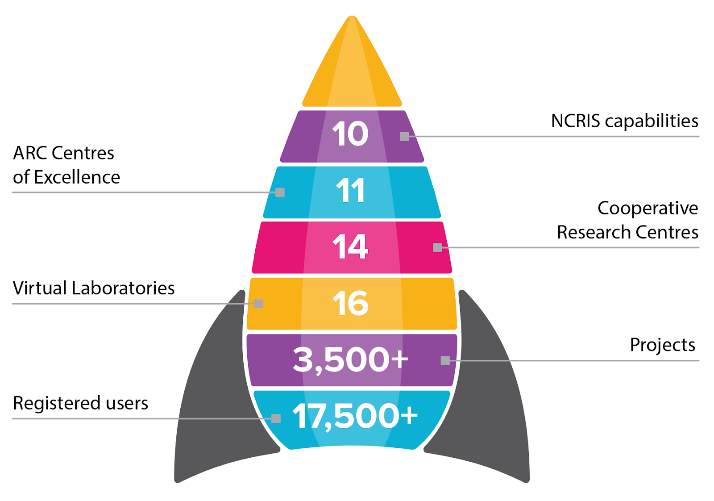 10
NCRIS capabilities
ARC Centres
of Excellence
11
14
Cooperative
Research Centres
Virtual Laboratories
16
3,500+
Projects
Registered users
17,500+